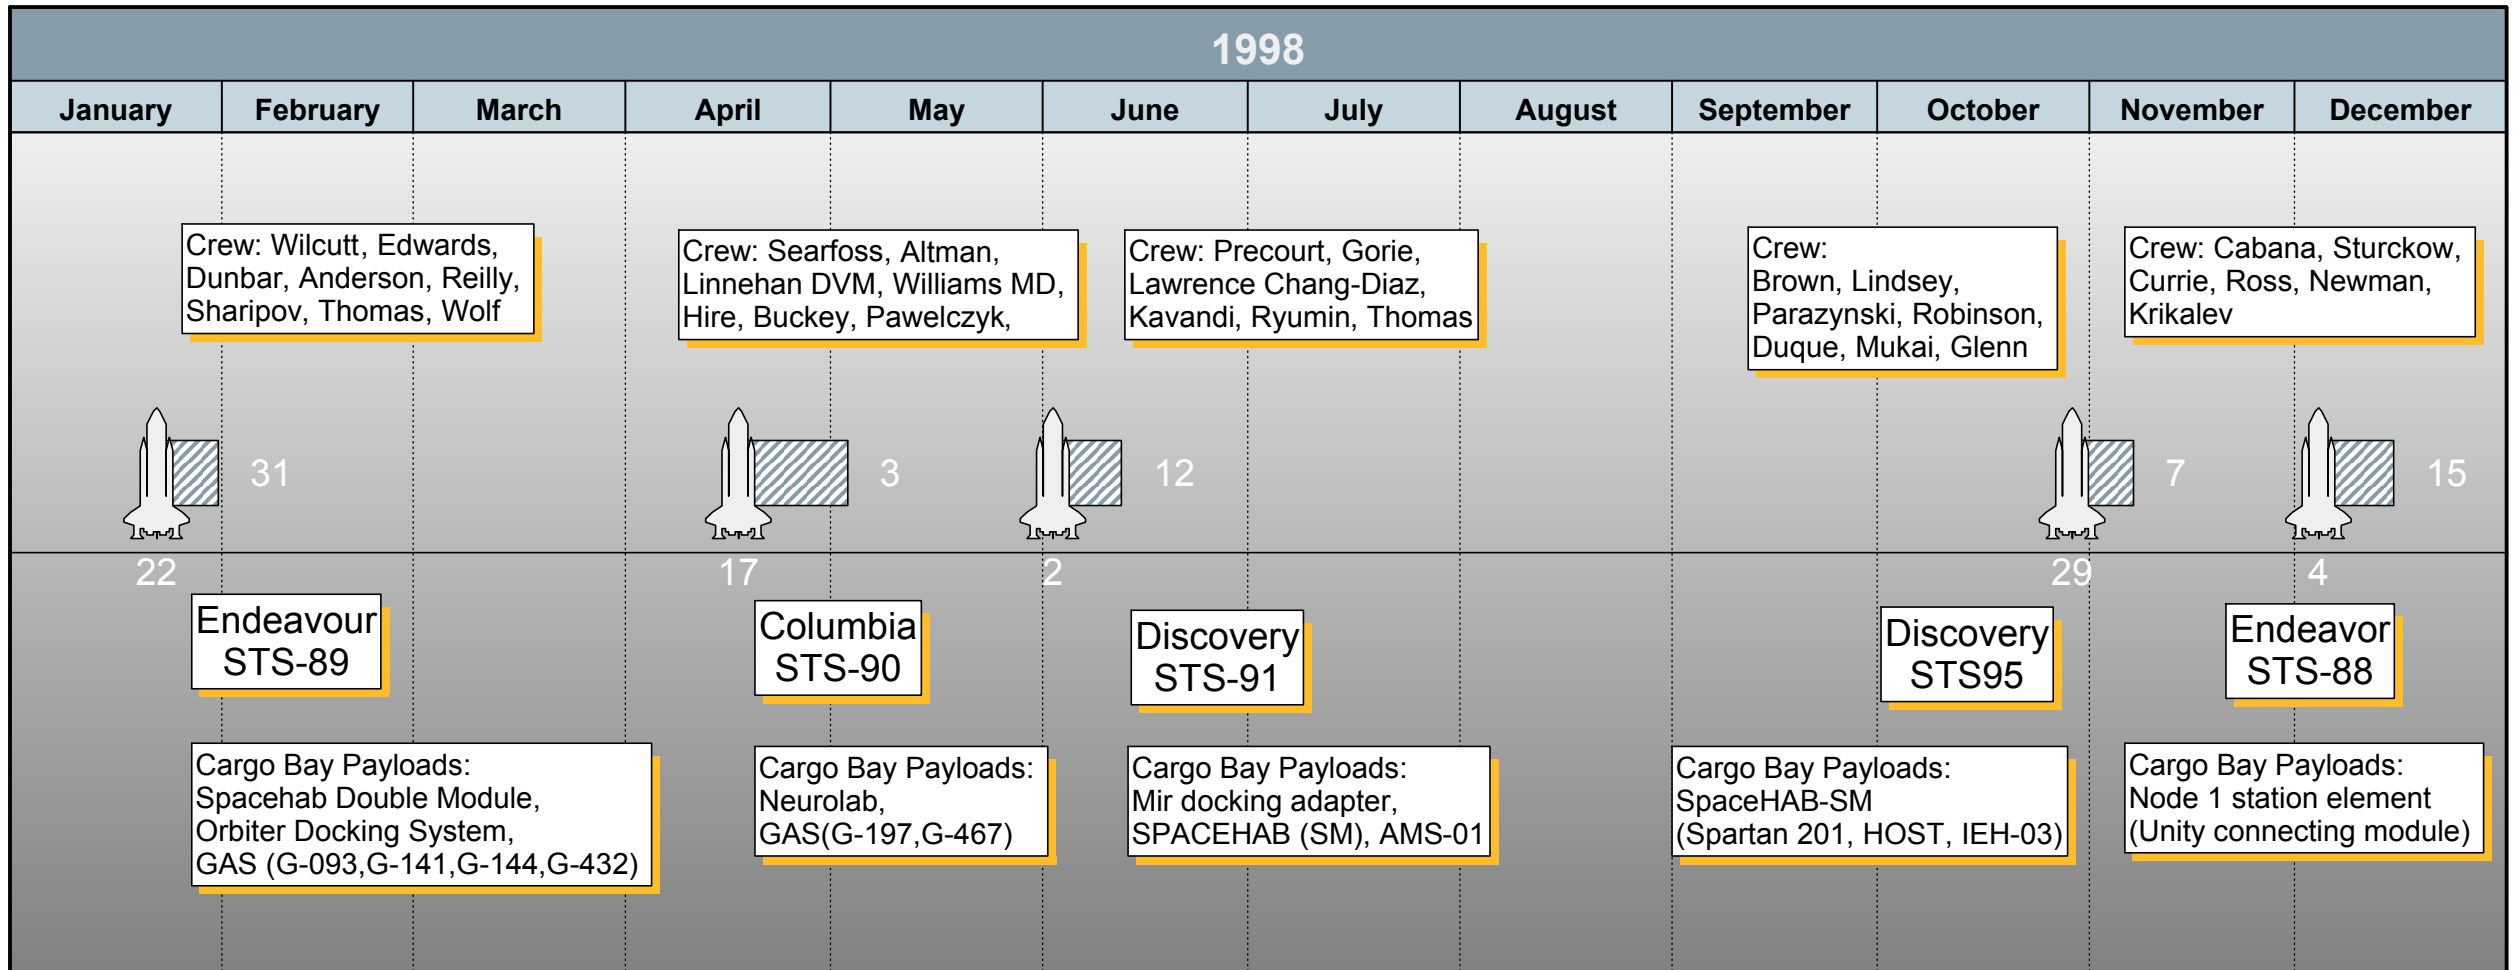 1998
January February March April May June July August September October November December
Crew: Wilcutt, Edwards,
Dunbar, Anderson, Reilly,
Sharipov, Thomas, Wolf
Crew: Searfoss, Altman,
Linnehan DVM, Williams MD,
Hire, Buckey, Pawelczyk,
Crew: Precourt, Gorie,
Lawrence Chang-Diaz,
Kavandi, Ryumin, Thomas
Crew:
Brown, Lindsey,
Parazynski, Robinson,
Duque, Mukai, Glenn
Crew: Cabana, Sturckow,
Currie, Ross, Newman,
Krikalev
31 3 12 7 15
22 17 2 29 4
Endeavour
STS-89
Columbia
STS-90
Discovery
STS-91
Discovery
STS95
Endeavor
STS-88
Cargo Bay Payloads:
Spacehab Double Module,
Orbiter Docking System,
GAS (G-093,G-141,G-144,G-432)
Cargo Bay Payloads:
Neurolab,
GAS(G-197,G-467)
Cargo Bay Payloads:
Mir docking adapter,
SPACEHAB (SM), AMS-01
Cargo Bay Payloads:
SpaceHAB-SM
(Spartan 201, HOST, IEH-03)
Cargo Bay Payloads:
Node 1 station element
(Unity connecting module)